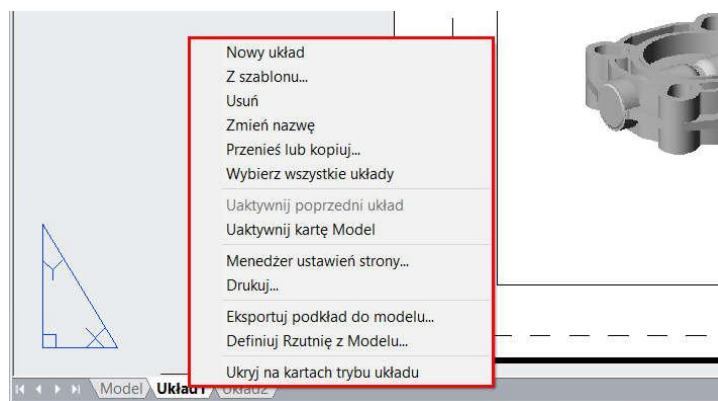 Nowy układ
Z szablonu...
Usuń
Zmień nazwę
Przenieś lub kopiuj...
Wybierz wszystkie układy
Uaktywnij poprzedni układ
Uaktywnij kartę Model
Menedżer ustawień strony...
Drukuj...
Eksportuj podkład do modelu...
Definiuj Rzutnię z Modelu...
Ukryj na kartach trybu układu
Y
X
Model Układ1 Układ2